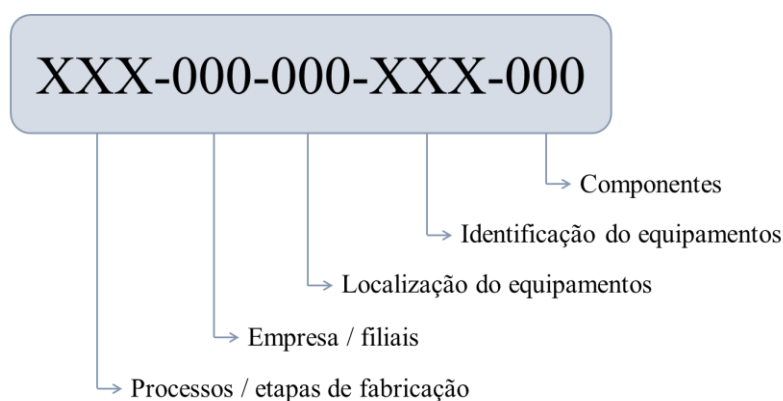 XXX-000-000-XXX-000
Componentes
Identificação do equipamentos
Localização do equipamentos
Empresa / filiais
Processos / etapas de fabricação